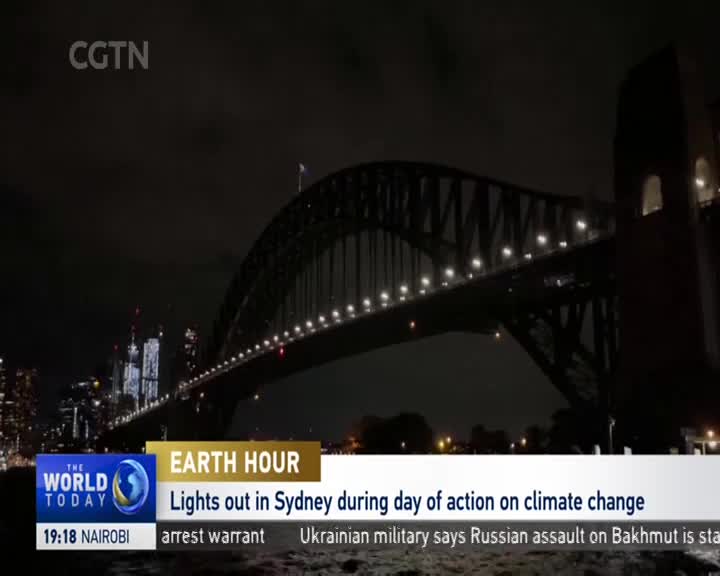 CGTN
EARTH HOUR
THE
WORLD
TODAY
Lights out in Sydney during day of action on climate change
19:18 NAIROBI
arrest warrant Ukrainian military says Russian assault on Bakhmut is sta